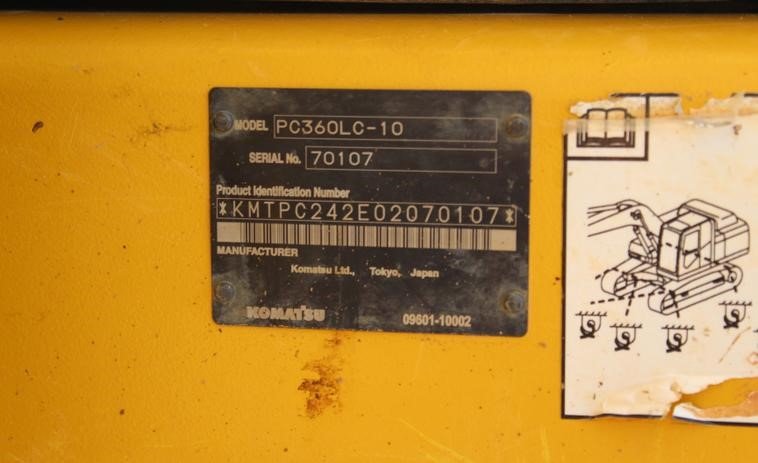 MODEL PC360LC-10
SERIAL No. 70107
Product Identification Number
*KMTPC242E02070107*
MANUFACTURER
Komatsu Ltd., Tokyo, Japan
KOMATSU 09601-10002